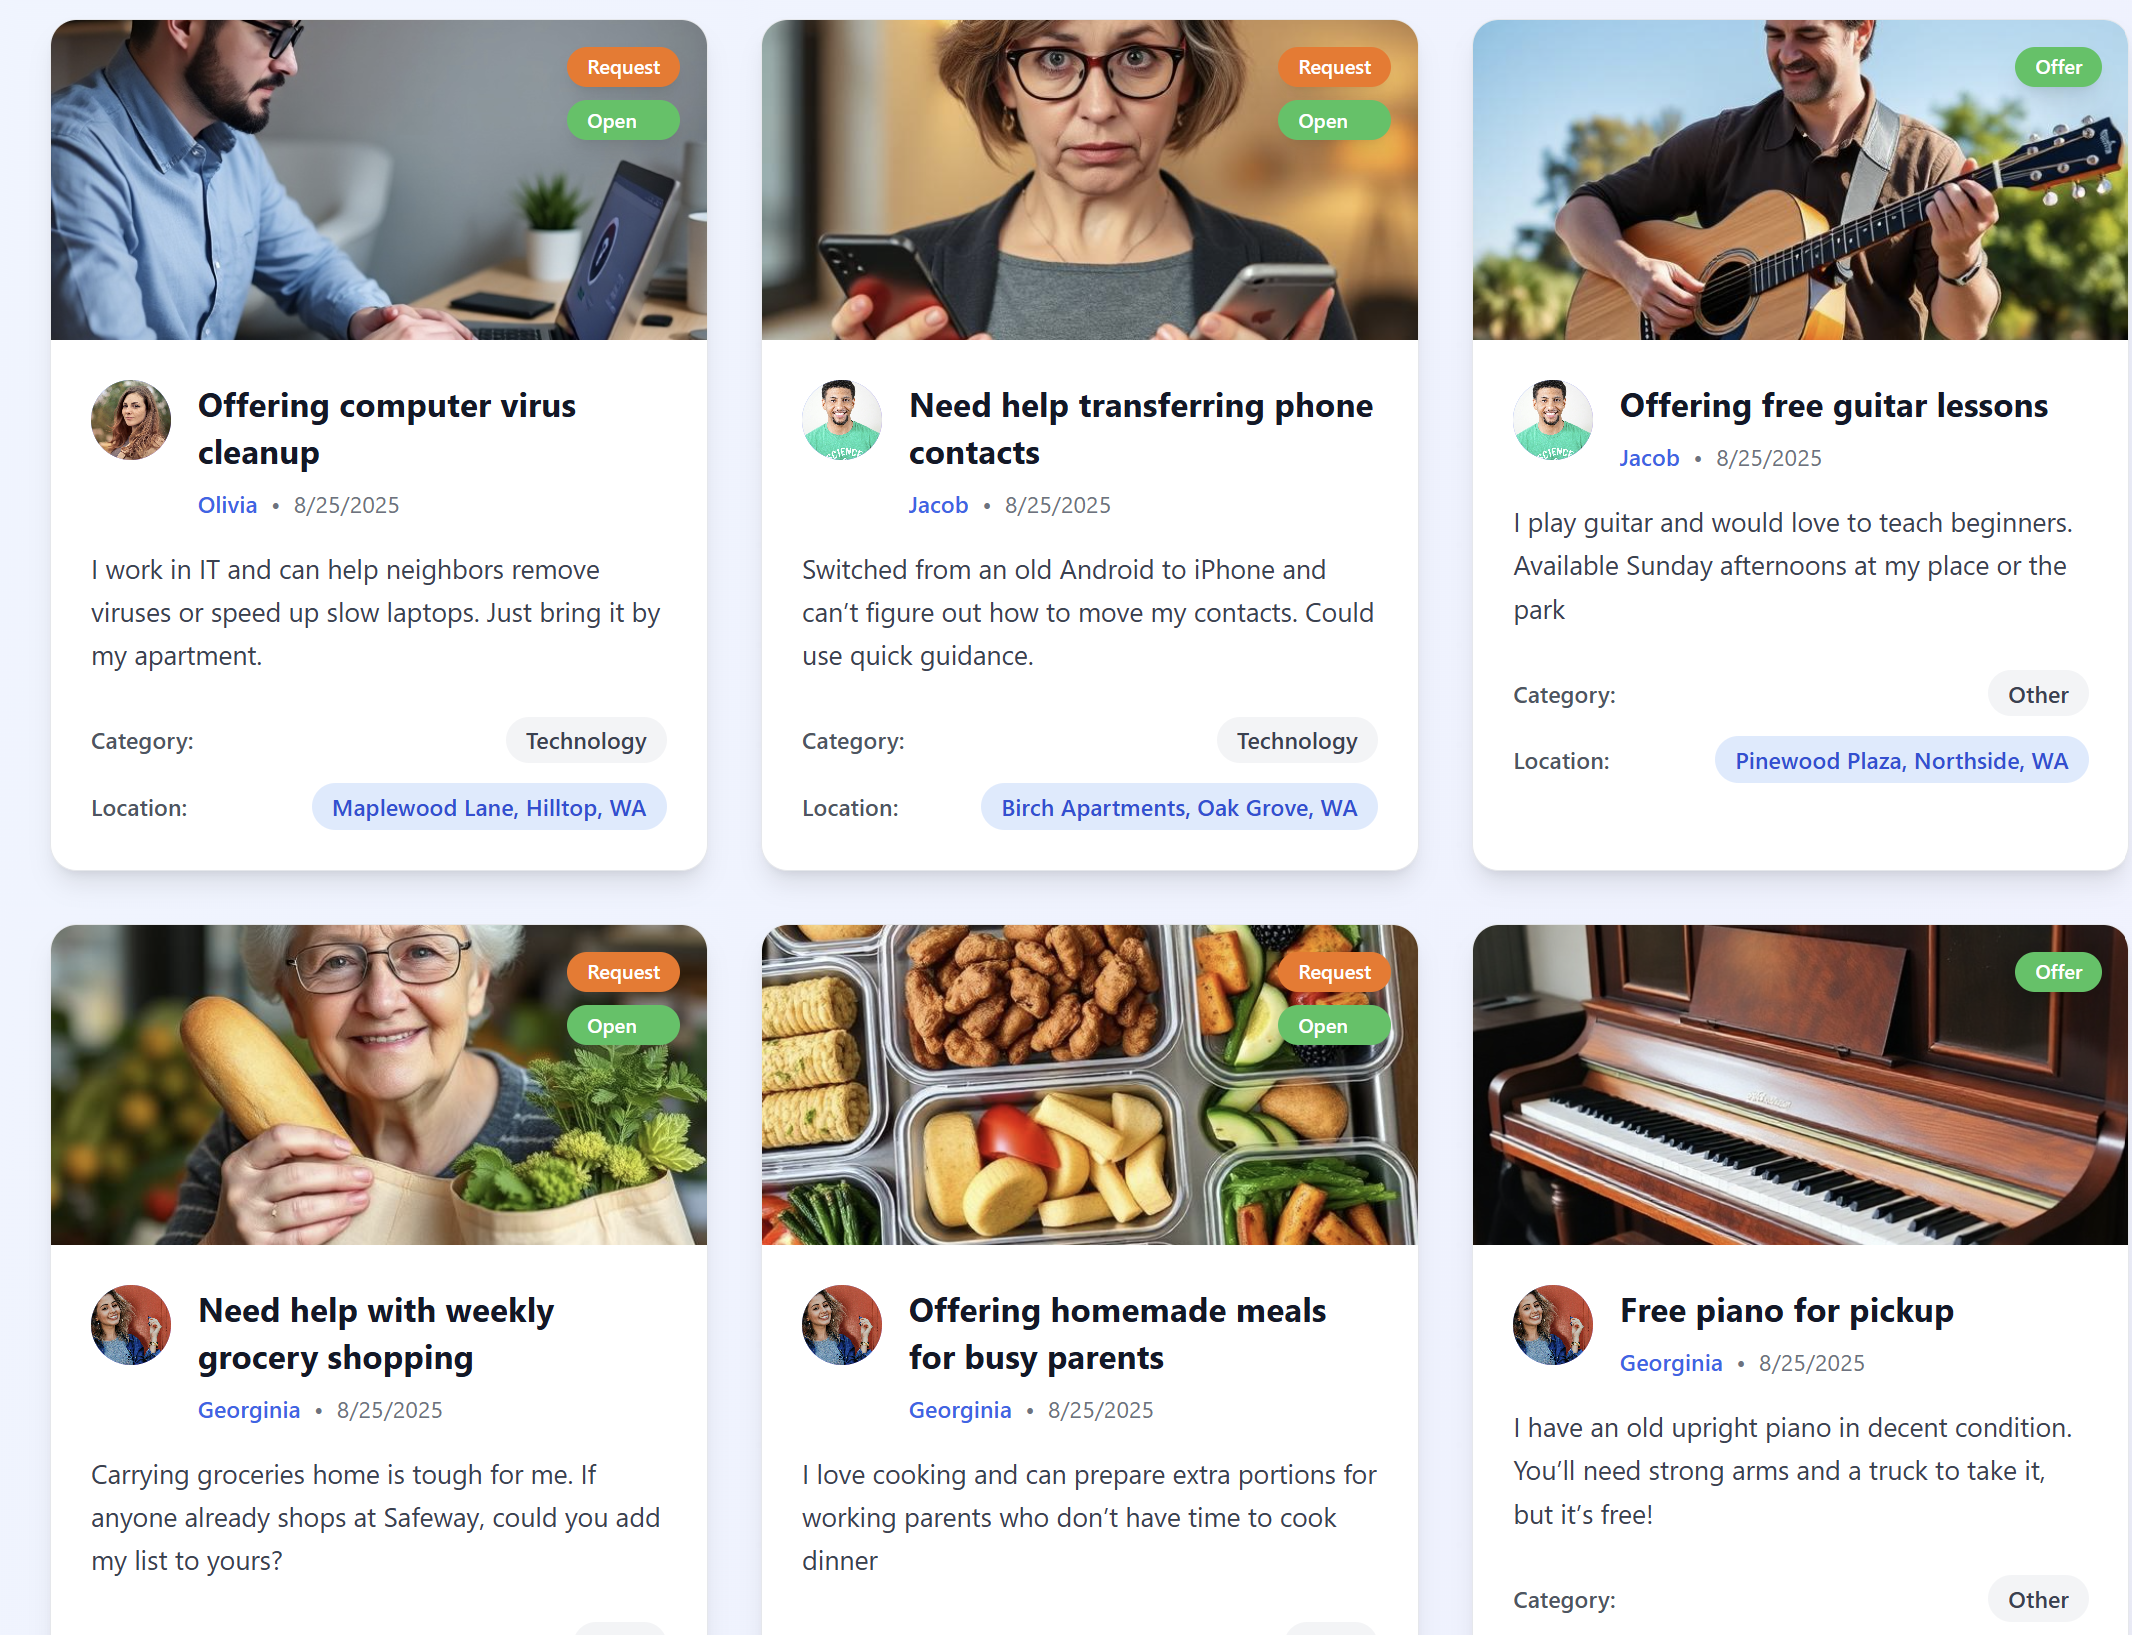 Request
Open
Offering computer virus
cleanup
Olivia • 8/25/2025
I work in IT and can help neighbors remove
viruses or speed up slow laptops. Just bring it by
my apartment.
Category: Technology
Location: Maplewood Lane, Hilltop, WA
Request
Open
Need help transferring phone
contacts
Jacob • 8/25/2025
Switched from an old Android to iPhone and
can’t figure out how to move my contacts. Could
use quick guidance.
Category: Technology
Location: Birch Apartments, Oak Grove, WA
Offer
SCIENCE
Offering free guitar lessons
Jacob • 8/25/2025
I play guitar and would love to teach beginners.
Available Sunday afternoons at my place or the
park
Category: Other
Location: Pinewood Plaza, Northside, WA
Request
Open
Need help with weekly
grocery shopping
Georginia • 8/25/2025
Carrying groceries home is tough for me. If
anyone already shops at Safeway, could you add
my list to yours?
Request
Open
Offering homemade meals
for busy parents
Georginia • 8/25/2025
I love cooking and can prepare extra portions for
working parents who don’t have time to cook
dinner
Offer
Free piano for pickup
Georginia • 8/25/2025
I have an old upright piano in decent condition.
You’ll need strong arms and a truck to take it,
but it’s free!
Category: Other